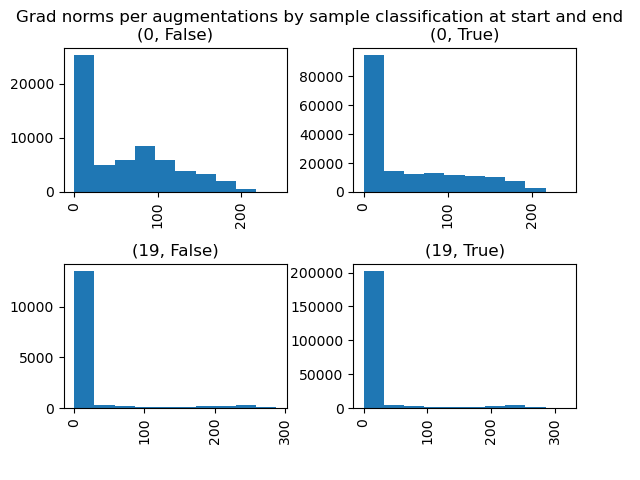 Grad norms per augmentations by sample classification at start and end
(0, False) (0, True)
20000
10000
0
80000
60000
40000
20000
0
0 100 200
0 100 200
(19, False) (19, True)
10000
5000
0
200000
150000
100000
50000
0
0 100 200 300
0 100 200 300